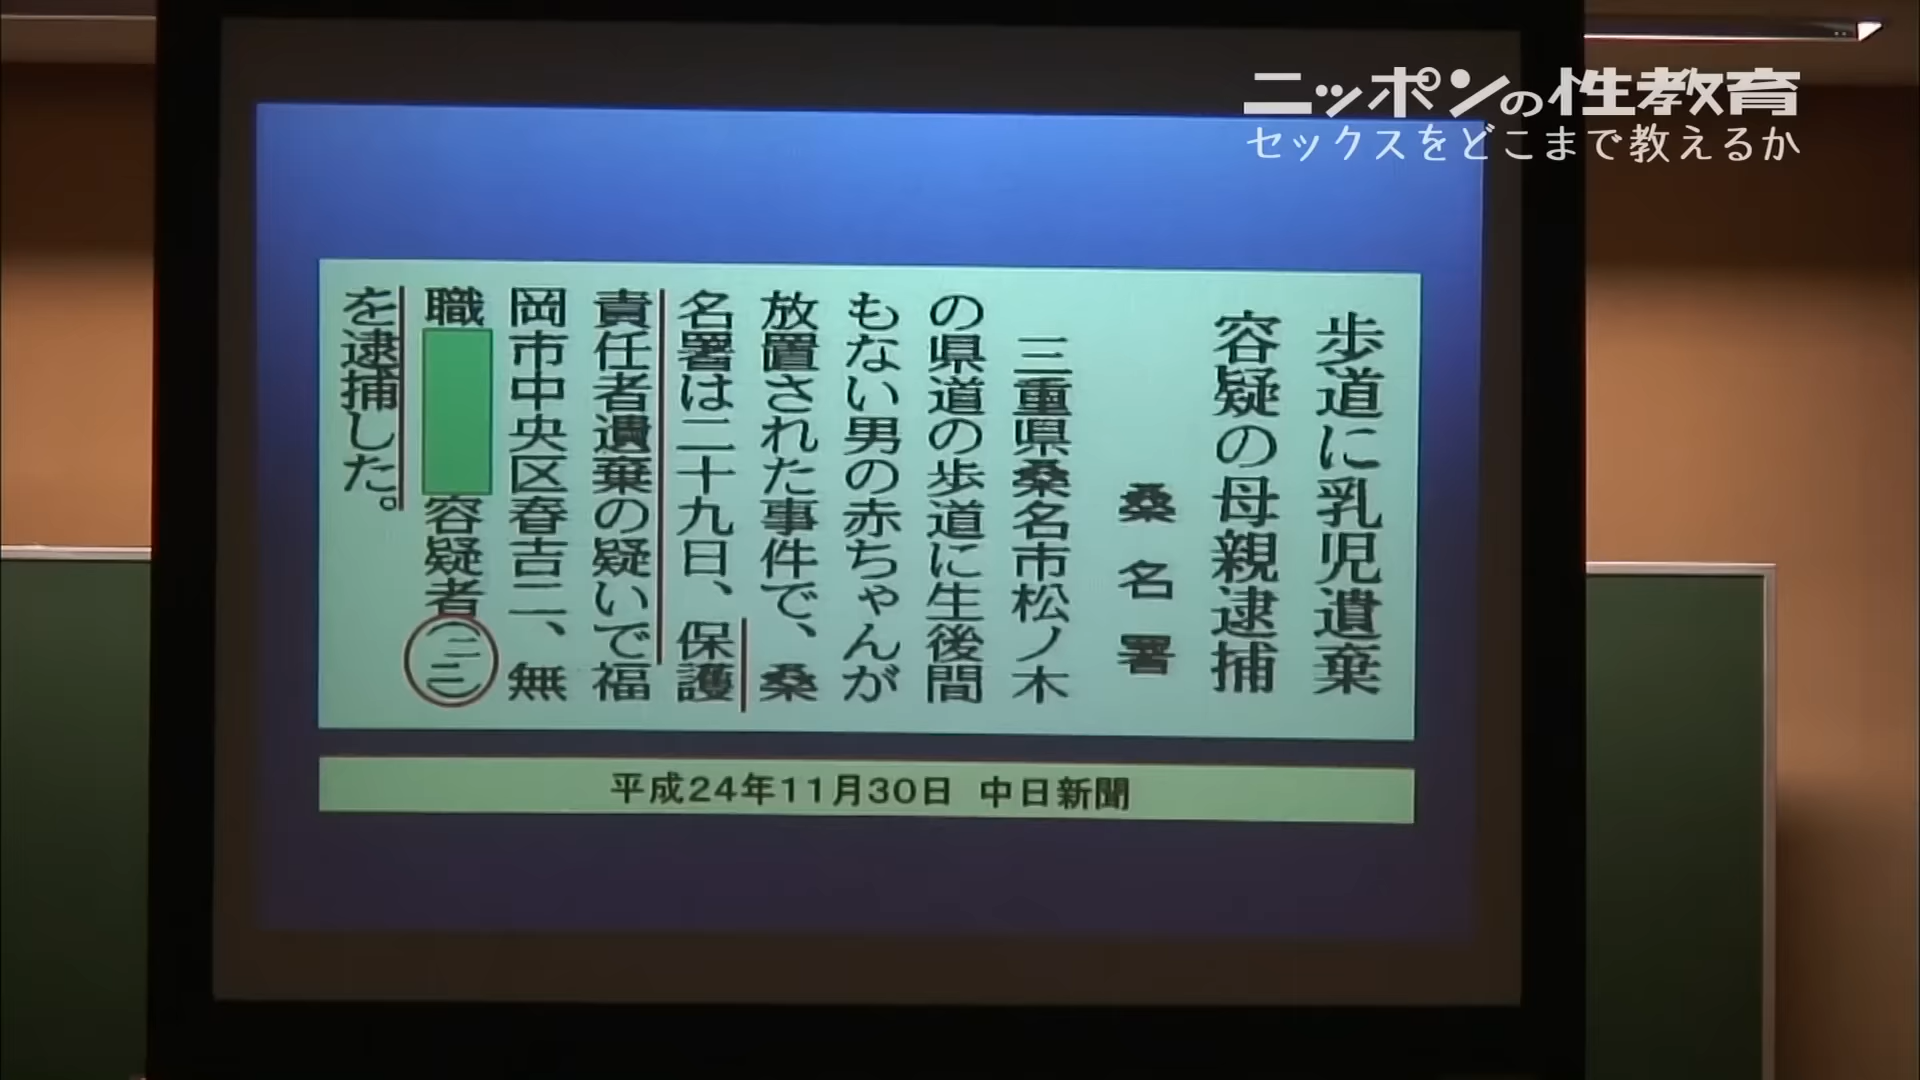 ニッポンの性教育
セックスをどこまで教えるか
歩道に乳児遺棄
容疑の母親逮捕
桑名署
三重県桑名市松ノ木
の県道の歩道に生後間
もない男の赤ちゃんが
放置された事件で、桑
名署は二十九日、保護
責任者遺棄の疑いで福
岡市中央区春吉二、無
職 容疑者(二二)
を逮捕した。
平成24年11月30日 中日新聞